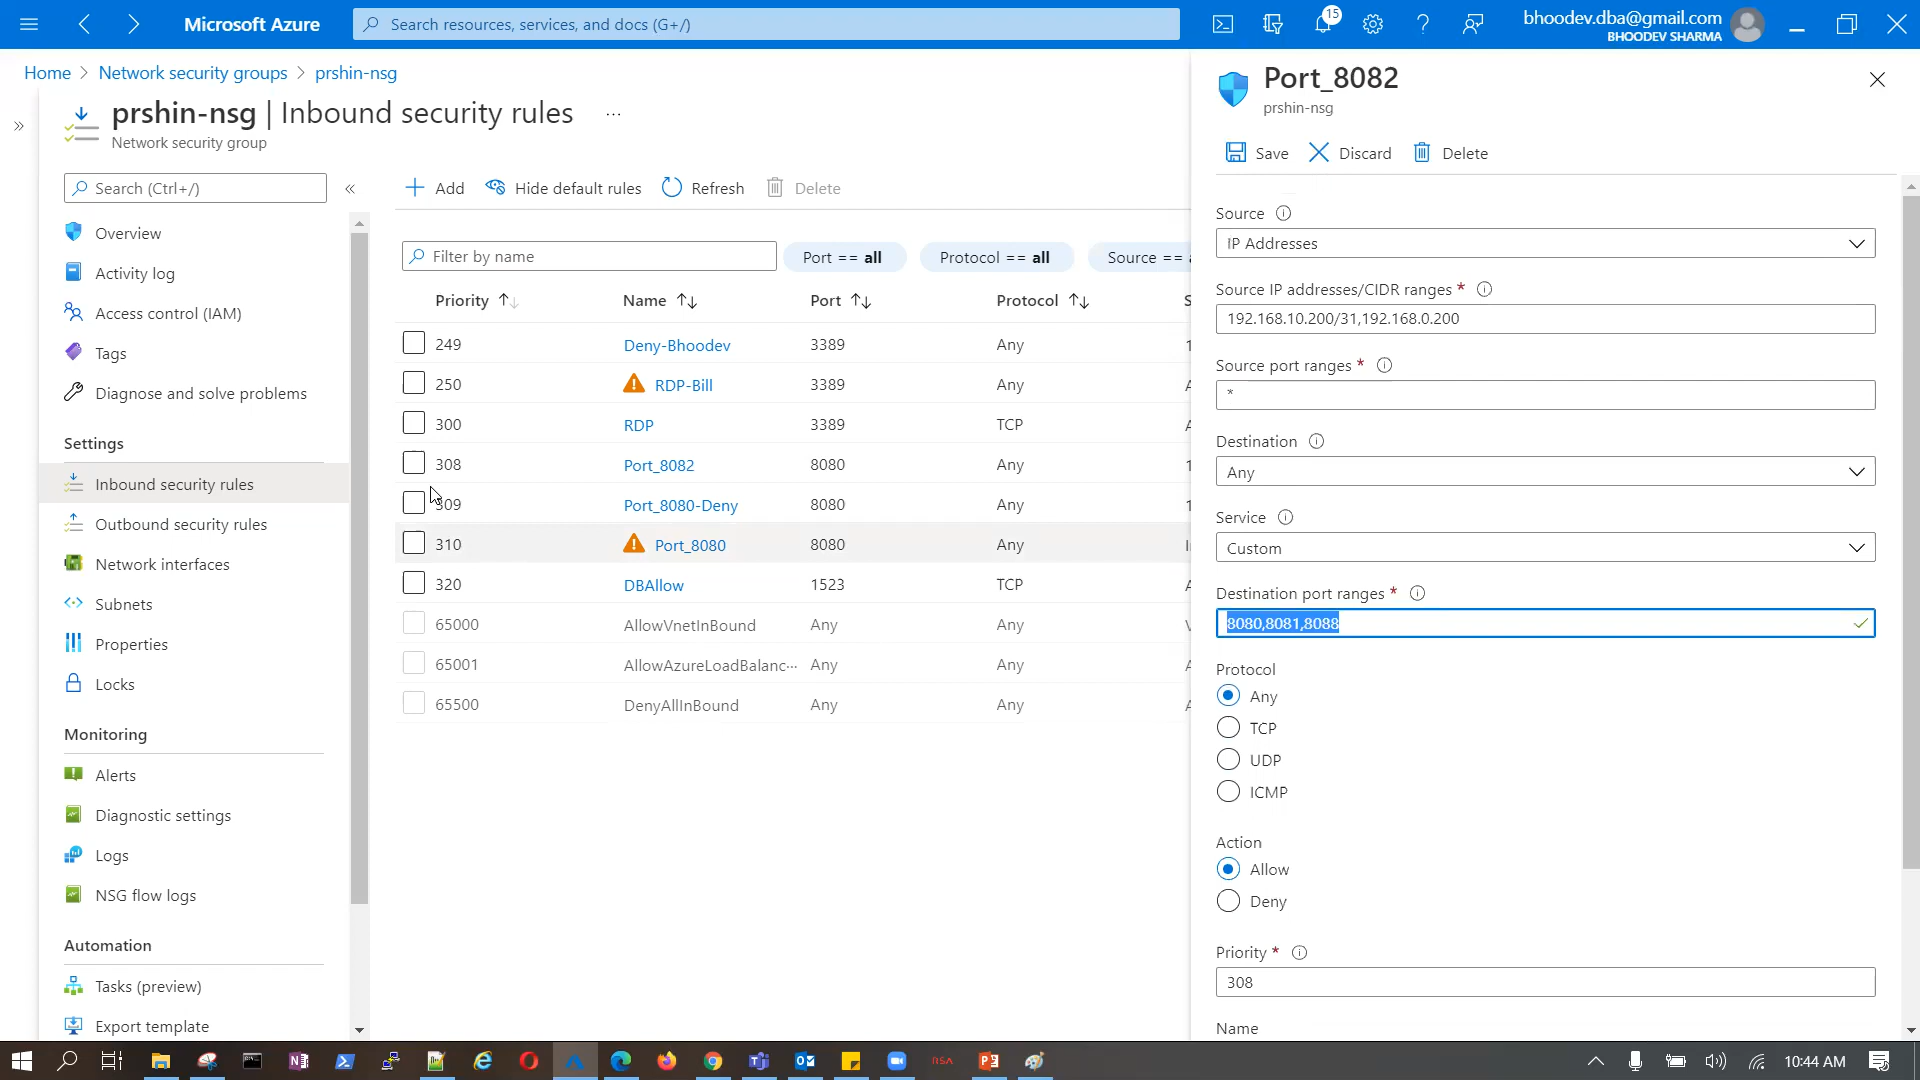 Microsoft Azure
Search resources, services, and docs (G+/)
15
bhoodev.dba@gmail.com
BHOODEV SHARMA
Home > Network security groups > prshin-nsg
prshin-nsg | Inbound security rules ...
Network security group
Search (Ctrl+/)
«
»
Overview
Activity log
Access control (IAM)
Tags
Diagnose and solve problems
Settings
Inbound security rules
Outbound security rules
Network interfaces
Subnets
Properties
Locks
Monitoring
Alerts
Diagnostic settings
Logs
NSG flow logs
Automation
Tasks (preview)
Export template
Add Hide default rules Refresh Delete
Filter by name
Port == all Protocol == all Source ==
Priority Name Port Protocol
249 Deny-Bhoodev 3389 Any
250 RDP-Bill 3389 Any
300 RDP 3389 TCP
308 Port_8082 8080 Any
309 Port_8080-Deny 8080 Any
310 Port_8080 8080 Any
320 DBAllow 1523 TCP
65000 AllowVnetInBound Any Any
65001 AllowAzureLoadBalanc... Any Any
65500 DenyAllInBound Any Any
Port_8082
prshin-nsg
Save Discard Delete
Source
IP Addresses
Source IP addresses/CIDR ranges *
192.168.10.200/31,192.168.0.200
Source port ranges *
*
Destination
Any
Service
Custom
Destination port ranges *
8080,8081,8088
Protocol
Any
TCP
UDP
ICMP
Action
Allow
Deny
Priority *
308
Name
RSA
10:44 AM